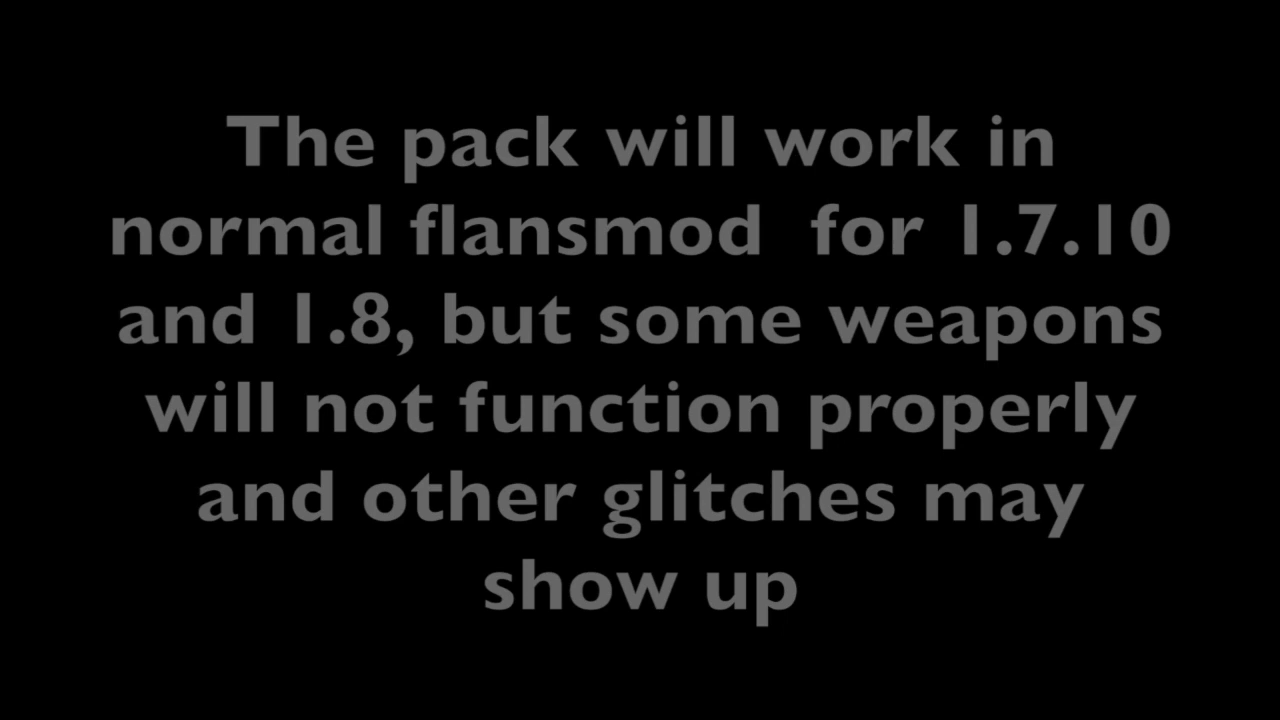 The pack will work in
normal flansmod  for 1.7.10
and 1.8, but some weapons
will not function properly
and other glitches may
show up